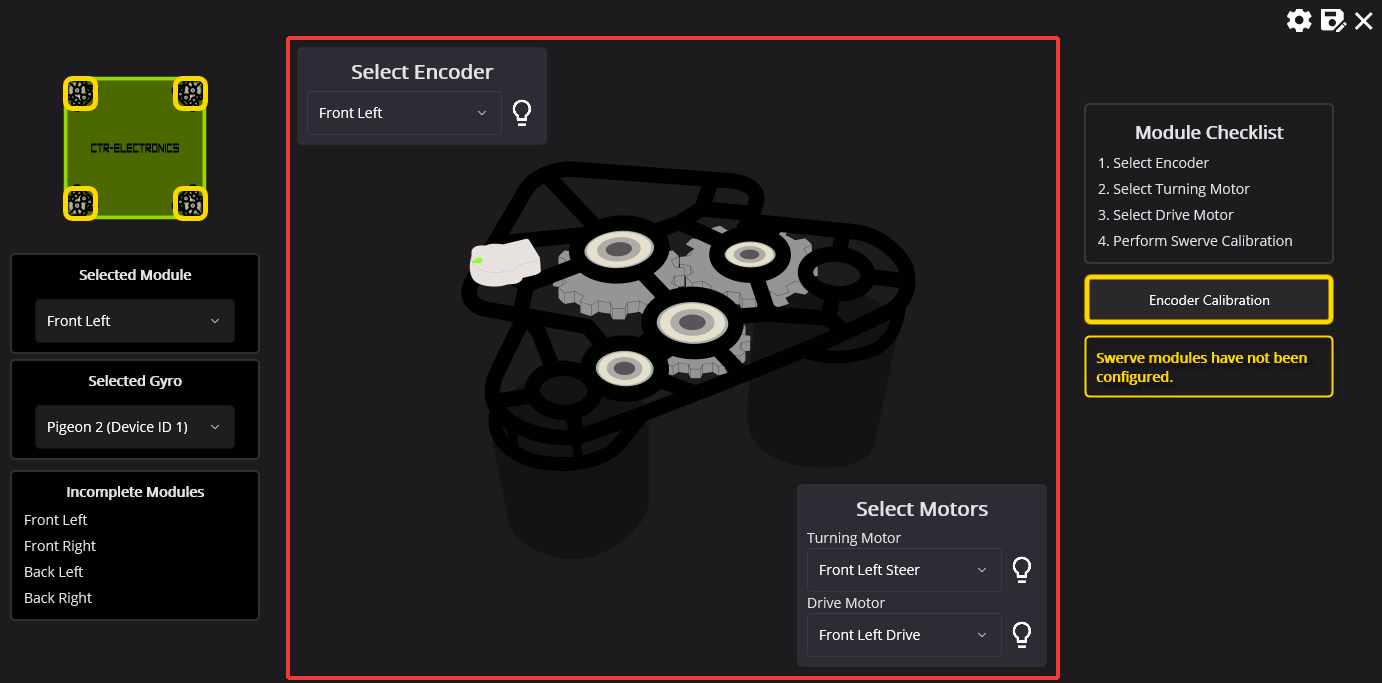 CTR-ELECTRONICS
Selected Module
Front Left
Selected Gyro
Pigeon 2 (Device ID 1)
Incomplete Modules
Front Left
Front Right
Back Left
Back Right
Select Encoder
Front Left
Select Motors
Turning Motor
Front Left Steer
Drive Motor
Front Left Drive
Module Checklist
1. Select Encoder
2. Select Turning Motor
3. Select Drive Motor
4. Perform Swerve Calibration
Encoder Calibration
Swerve modules have not been
configured.